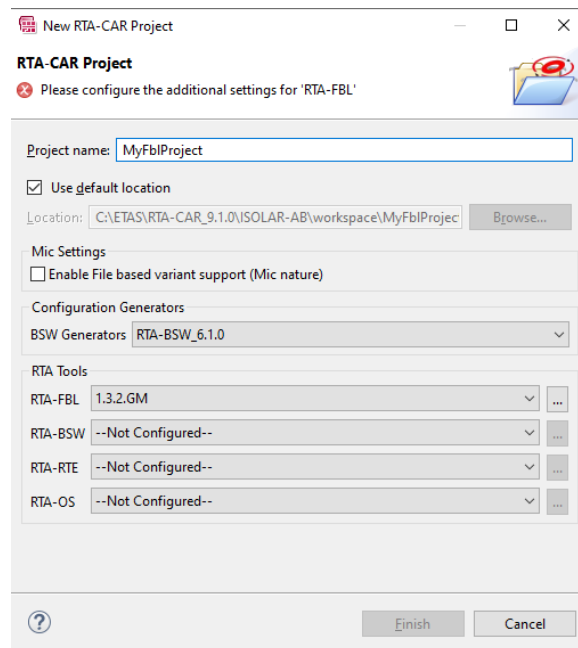 New RTA-CAR Project
RTA-CAR Project
Please configure the additional settings for 'RTA-FBL'
Project name: MyFblProject
Use default location
Location: C:\ETAS\RTA-CAR_9.1.0\ISOLAR-AB\workspace\MyFblProjec Browse...
Mic Settings
Enable File based variant support (Mic nature)
Configuration Generators
BSW Generators RTA-BSW_6.1.0
RTA Tools
RTA-FBL 1.3.2.GM ...
RTA-BSW --Not Configured-- ...
RTA-RTE --Not Configured-- ...
RTA-OS --Not Configured-- ...
? Finish Cancel